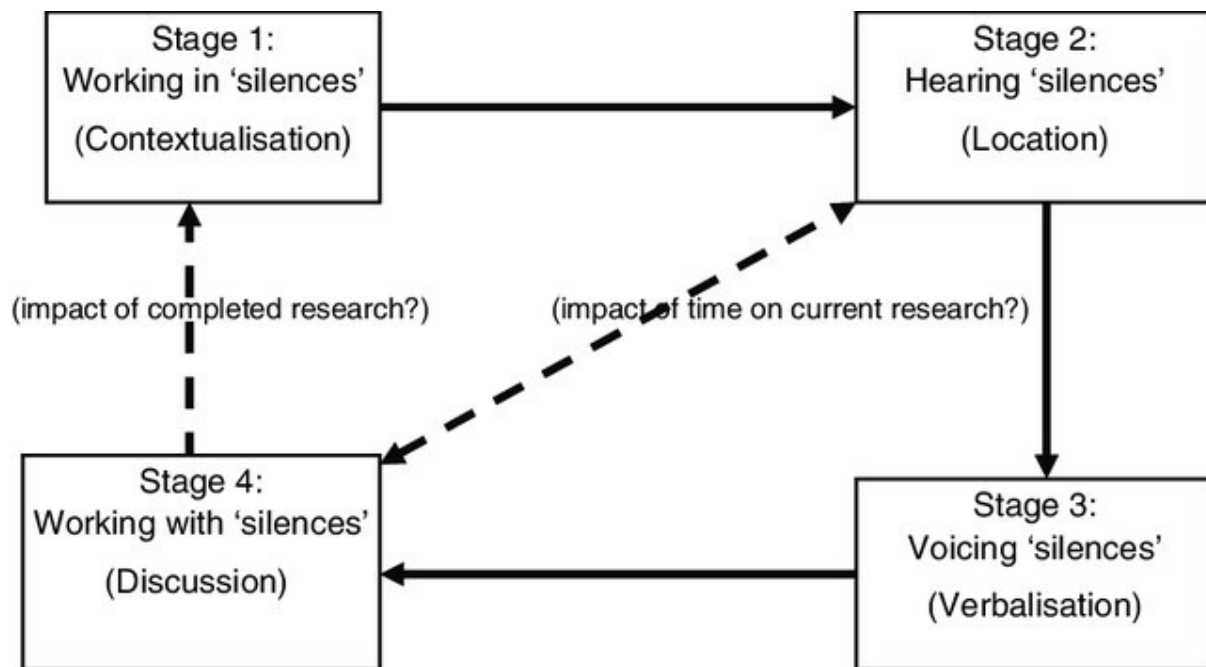 Stage 1:
Working in ‘silences’
(Contextualisation)
Stage 2:
Hearing ‘silences’
(Location)
(impact of completed research?)
(impact of time on current research?)
Stage 4:
Working with ‘silences’
(Discussion)
Stage 3:
Voicing ‘silences’
(Verbalisation)